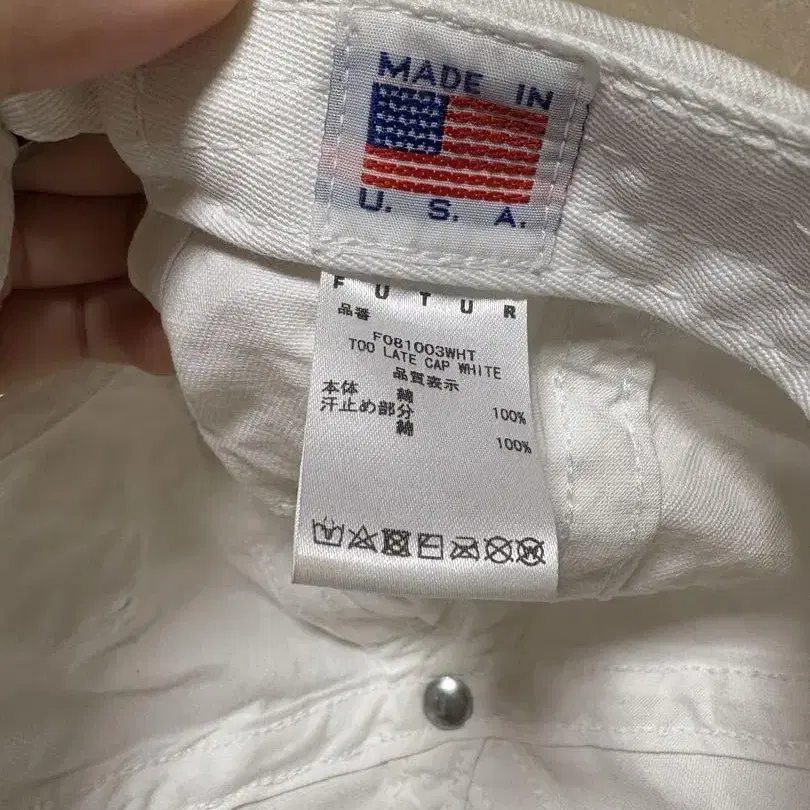 MADE IN
U. S. A.
FUTUR
品番
F081003WHT
TOO LATE CAP WHITE
品質表示
本体 綿 100%
汗止め部分
綿 100%